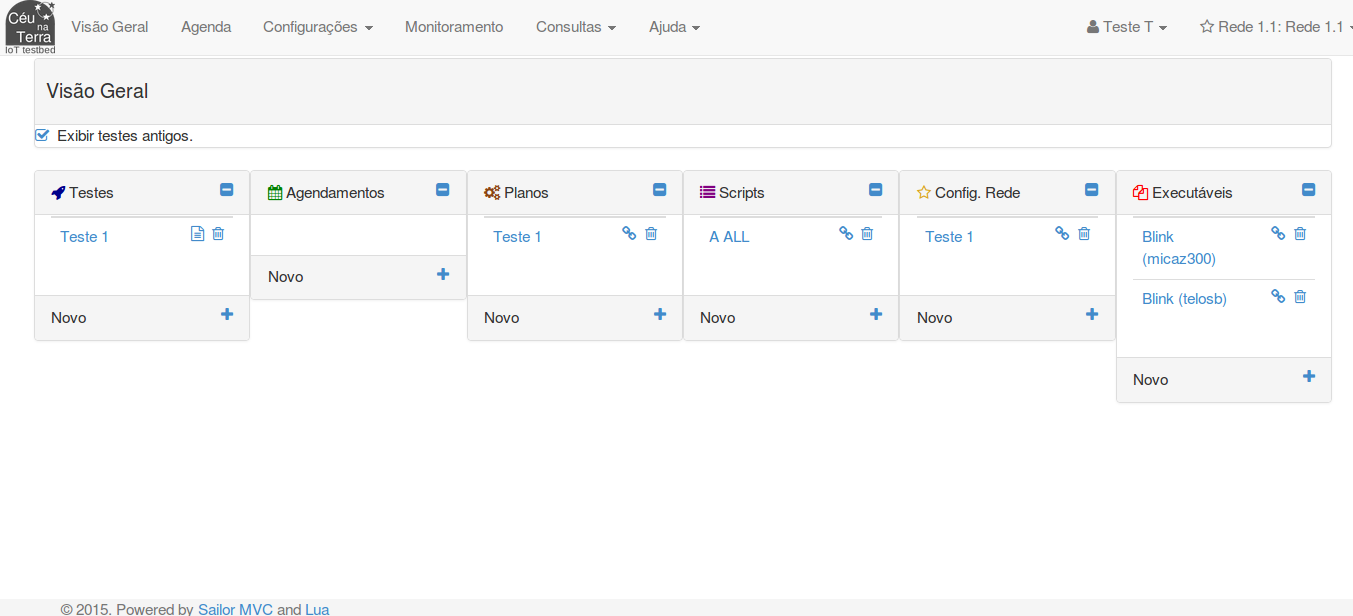 Céu
na
Terra
IoT testbed
Visão Geral Agenda Configurações Monitoramento Consultas Ajuda Teste T Rede 1.1: Rede 1.1
Visão Geral
Exibir testes antigos.
Testes Agendamentos Planos Scripts Config. Rede Executáveis
Teste 1 Teste 1 A ALL Teste 1 Blink
(micaz300)
Novo
Blink (telosb)
Novo Novo Novo Novo
Novo
© 2015. Powered by Sailor MVC and Lua